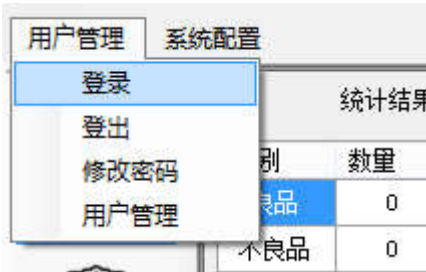 用户管理 系统配置
登录
统计结果
登出
别 数量
修改密码
良品 0
用户管理
不良品 0